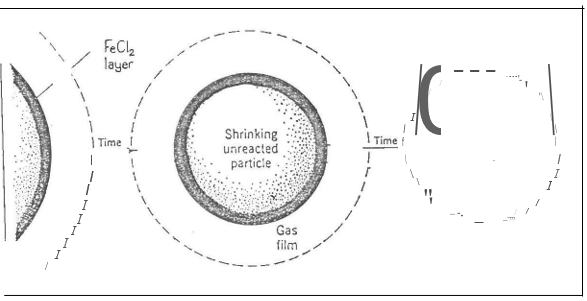 FeCl₂
layer
Time
Shrinking
unreacted
particle
Gas
film
Time